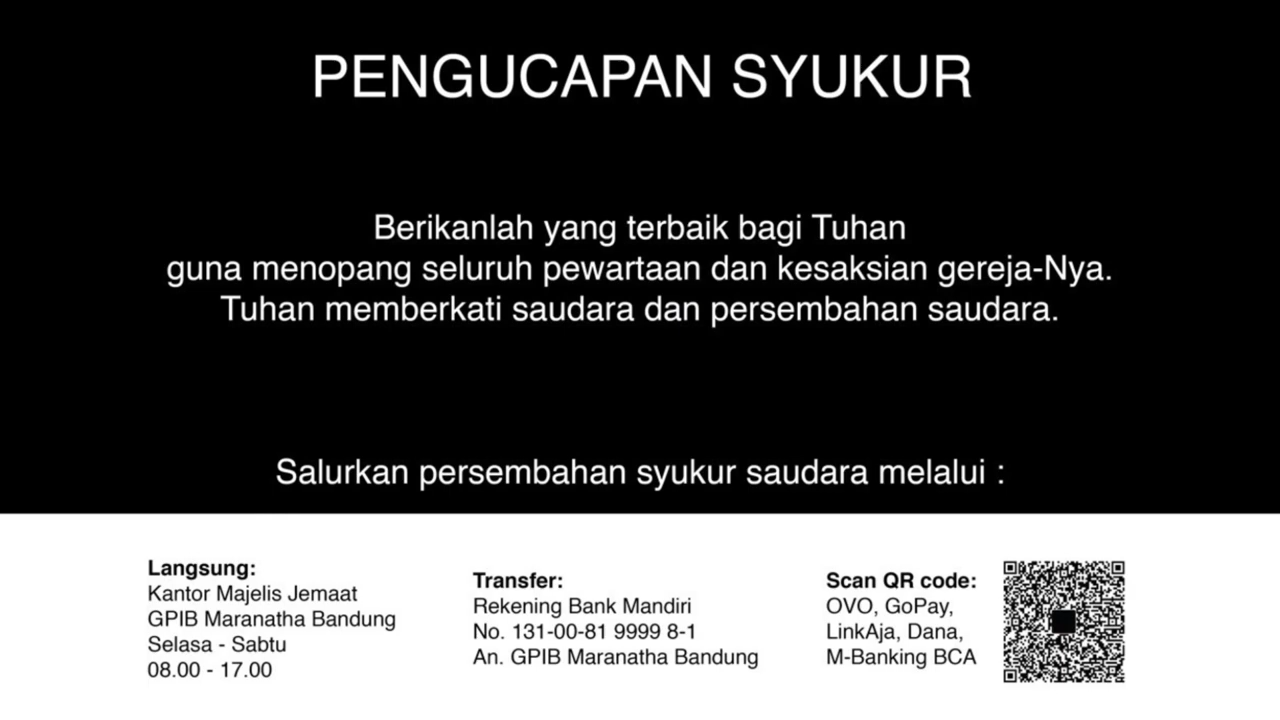 PENGUCAPAN SYUKUR
Berikanlah yang terbaik bagi Tuhan
guna menopang seluruh pewartaan dan kesaksian gereja-Nya.
Tuhan memberkati saudara dan persembahan saudara.
Salurkan persembahan syukur saudara melalui :
Langsung:
Kantor Majelis Jemaat
GPIB Maranatha Bandung
Selasa - Sabtu
08.00 - 17.00
Transfer:
Rekening Bank Mandiri
No. 131-00-81 9999 8-1
An. GPIB Maranatha Bandung
Scan QR code:
OVO, GoPay,
LinkAja, Dana,
M-Banking BCA